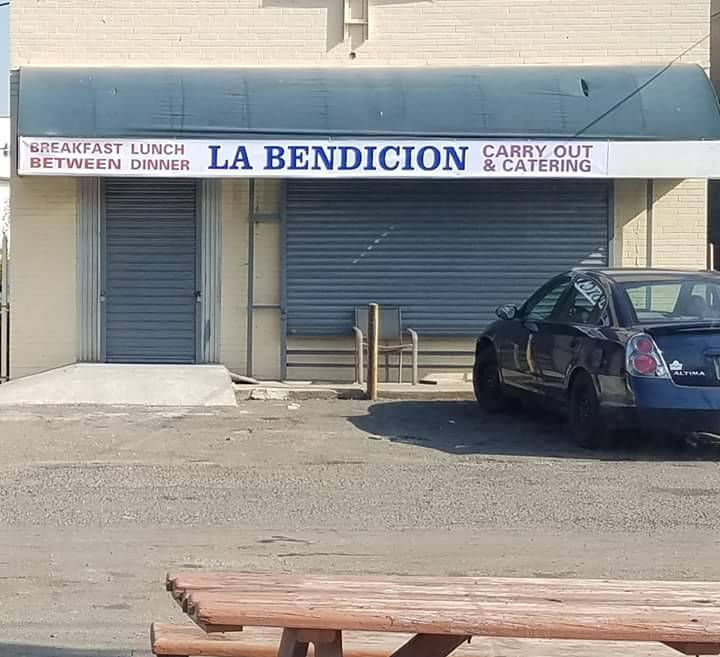 BREAKFAST LUNCH
BETWEEN DINNER
LA BENDICION
CARRY OUT
& CATERING
ALTIMA